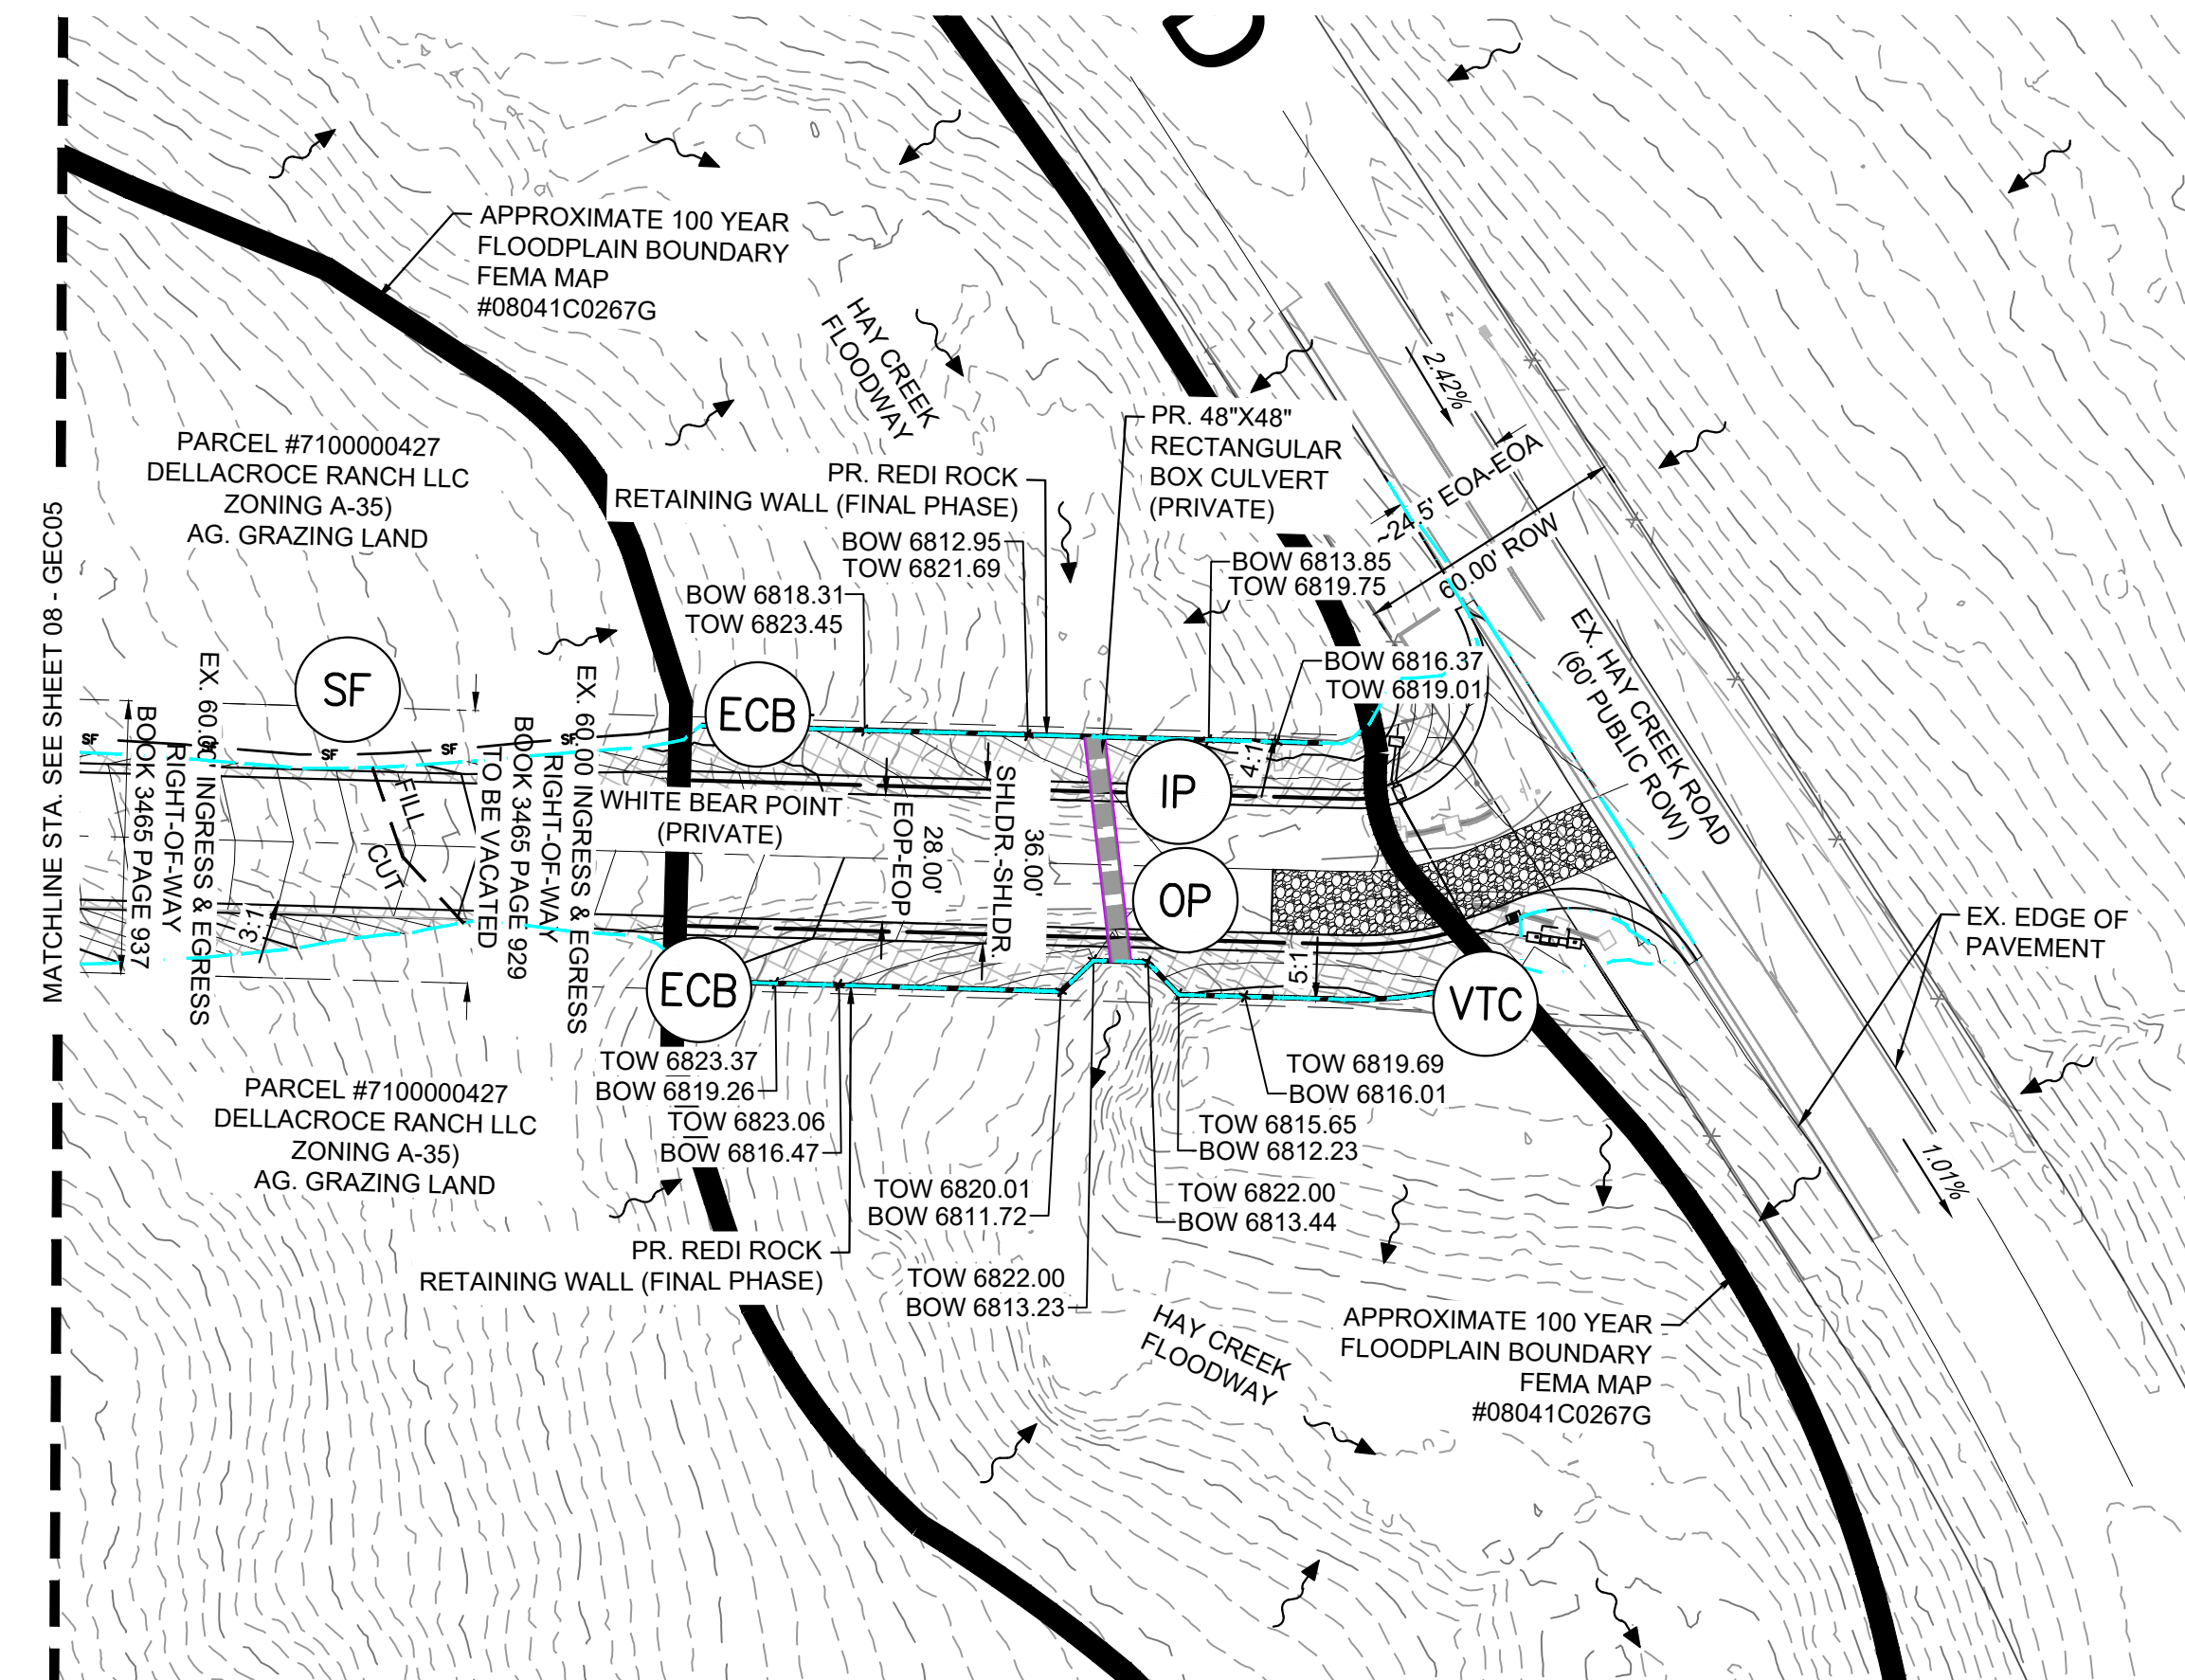 APPROXIMATE 100 YEAR
FLOODPLAIN BOUNDARY
FEMA MAP
#08041C0267G
HAY CREEK
FLOODWAY
2.42%
~24.5' EOA-EOA
60.00' ROW
PARCEL #7100000427
DELLACROCE RANCH LLC
ZONING A-35)
AG. GRAZING LAND
PR. REDI ROCK
RETAINING WALL (FINAL PHASE)
PR. 48"X48"
RECTANGULAR
BOX CULVERT
(PRIVATE)
BOW 6812.95
TOW 6821.69
BOW 6818.31
TOW 6823.45
BOW 6813.85
TOW 6819.75
BOW 6816.37
TOW 6819.01
EX. HAY CREEK ROAD
(60' PUBLIC ROW)
MATCHLINE STA. SEE SHEET 08 - GEC05
SF
ECB
IP
OP
ECB
VTC
SF
SF
SF
SF
SF
EX. 60.00' INGRESS & EGRESS
RIGHT-OF-WAY
BOOK 3465 PAGE 937
EX. 60.00 INGRESS & EGRESS
RIGHT-OF-WAY
BOOK 3465 PAGE 929
TO BE VACATED
FILL
CUT
3:1
4:1
5:1
WHITE BEAR POINT
(PRIVATE)
28.00'
EOP-EOP
36.00'
SHLDR.-SHLDR.
EX. EDGE OF
PAVEMENT
TOW 6823.37
BOW 6819.26
TOW 6823.06
BOW 6816.47
TOW 6819.69
BOW 6816.01
TOW 6815.65
BOW 6812.23
TOW 6820.01
BOW 6811.72
TOW 6822.00
BOW 6813.44
TOW 6822.00
BOW 6813.23
PARCEL #7100000427
DELLACROCE RANCH LLC
ZONING A-35)
AG. GRAZING LAND
PR. REDI ROCK
RETAINING WALL (FINAL PHASE)
1.01%
HAY CREEK
FLOODWAY
APPROXIMATE 100 YEAR
FLOODPLAIN BOUNDARY
FEMA MAP
#08041C0267G